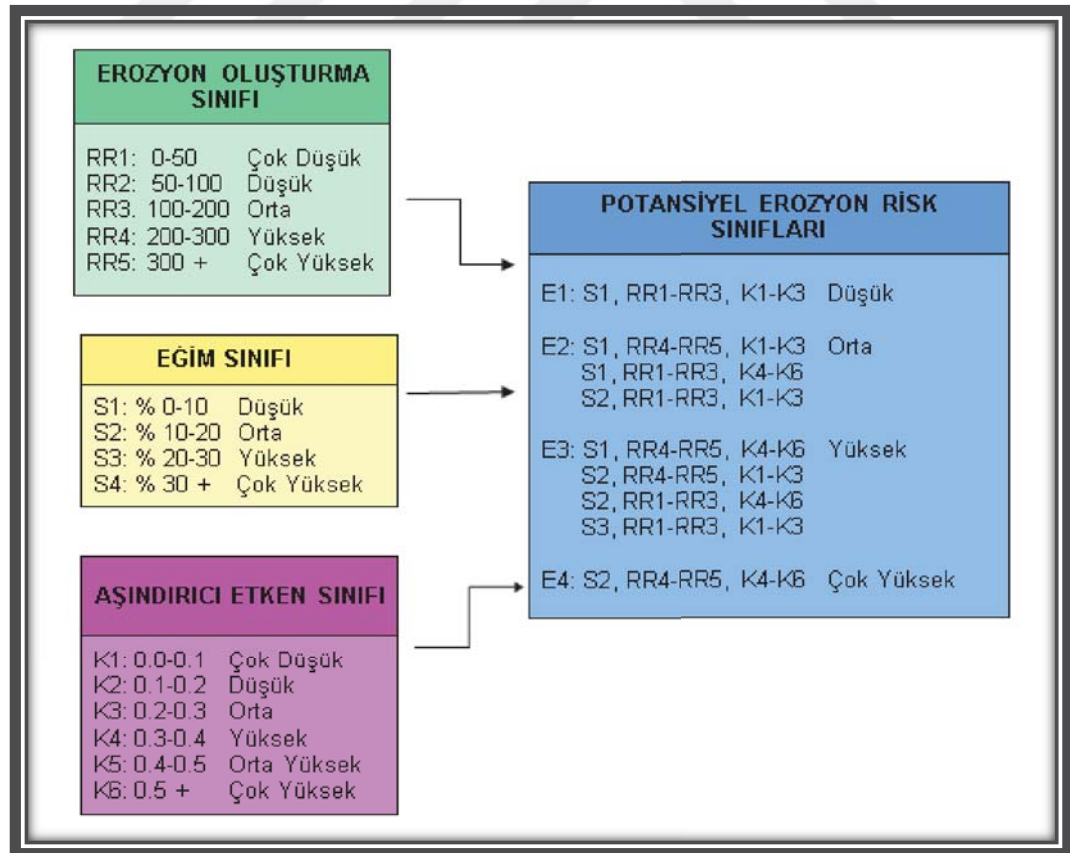 EROZYON OLUŞTURMA
SINIFI
RR1: 0-50 Çok Düşük
RR2: 50-100 Düşük
RR3. 100-200 Orta
RR4: 200-300 Yüksek
RR5: 300 + Çok Yüksek
EĞİM SINIFI
S1: % 0-10 Düşük
S2: % 10-20 Orta
S3: % 20-30 Yüksek
S4: % 30 + Çok Yüksek
AŞINDIRICI ETKEN SINIFI
K1: 0.0-0.1 Çok Düşük
K2: 0.1-0.2 Düşük
K3: 0.2-0.3 Orta
K4: 0.3-0.4 Yüksek
K5: 0.4-0.5 Orta Yüksek
K6: 0.5 + Çok Yüksek
POTANSİYEL EROZYON RİSK
SINIFLARI
E1: S1, RR1-RR3, K1-K3 Düşük
E2: S1, RR4-RR5, K1-K3 Orta
S1, RR1-RR3, K4-K6
S2, RR1-RR3, K1-K3
E3: S1, RR4-RR5, K4-K6 Yüksek
S2, RR4-RR5, K1-K3
S2, RR1-RR3, K4-K6
S3, RR1-RR3, K1-K3
E4: S2, RR4-RR5, K4-K6 Çok Yüksek